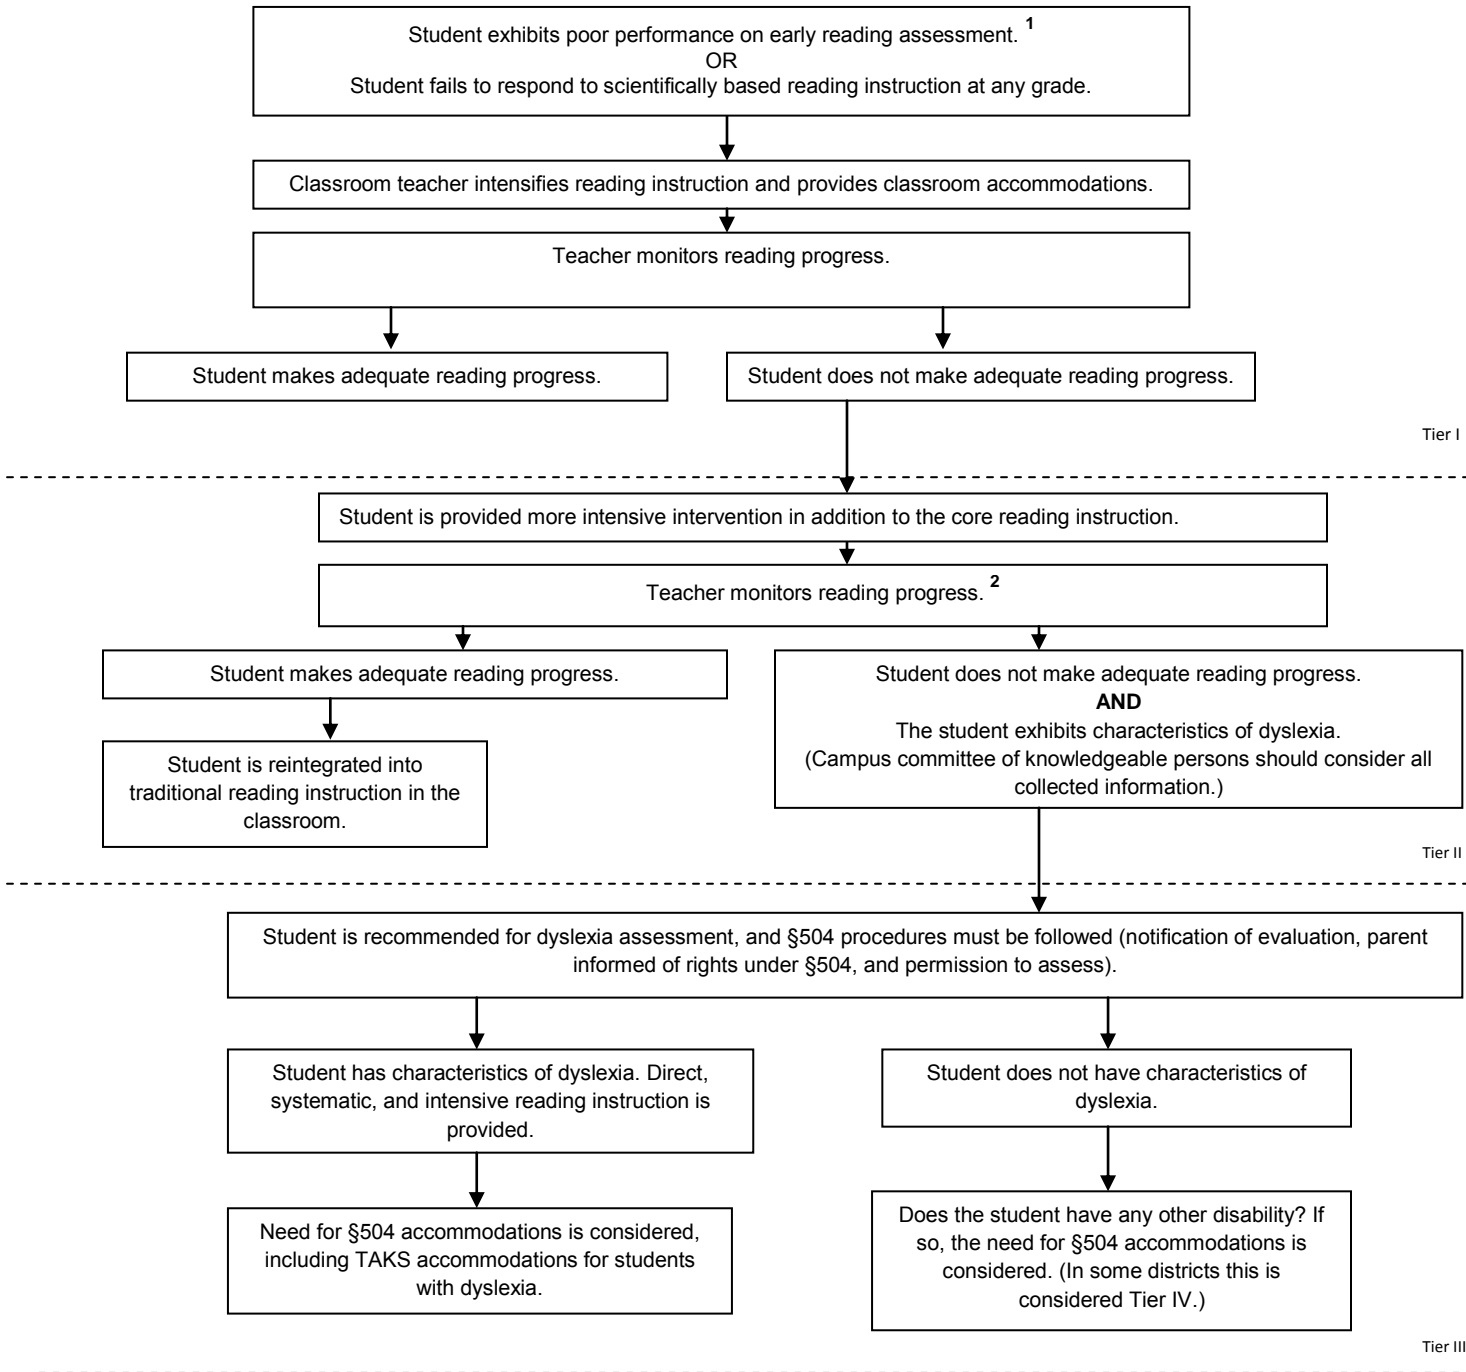 Student exhibits poor performance on early reading assessment. 1
OR
Student fails to respond to scientifically based reading instruction at any grade.
Classroom teacher intensifies reading instruction and provides classroom accommodations.
Teacher monitors reading progress.
Student makes adequate reading progress.
Student does not make adequate reading progress.
Tier I
Student is provided more intensive intervention in addition to the core reading instruction.
Teacher monitors reading progress. 2
Student makes adequate reading progress.
Student is reintegrated into
traditional reading instruction in the
classroom.
Student does not make adequate reading progress.
AND
The student exhibits characteristics of dyslexia.
(Campus committee of knowledgeable persons should consider all
collected information.)
Tier II
Student is recommended for dyslexia assessment, and §504 procedures must be followed (notification of evaluation, parent
informed of rights under §504, and permission to assess).
Student has characteristics of dyslexia. Direct,
systematic, and intensive reading instruction is
provided.
Student does not have characteristics of
dyslexia.
Need for §504 accommodations is considered,
including TAKS accommodations for students
with dyslexia.
Does the student have any other disability? If
so, the need for §504 accommodations is
considered. (In some districts this is
considered Tier IV.)
Tier III